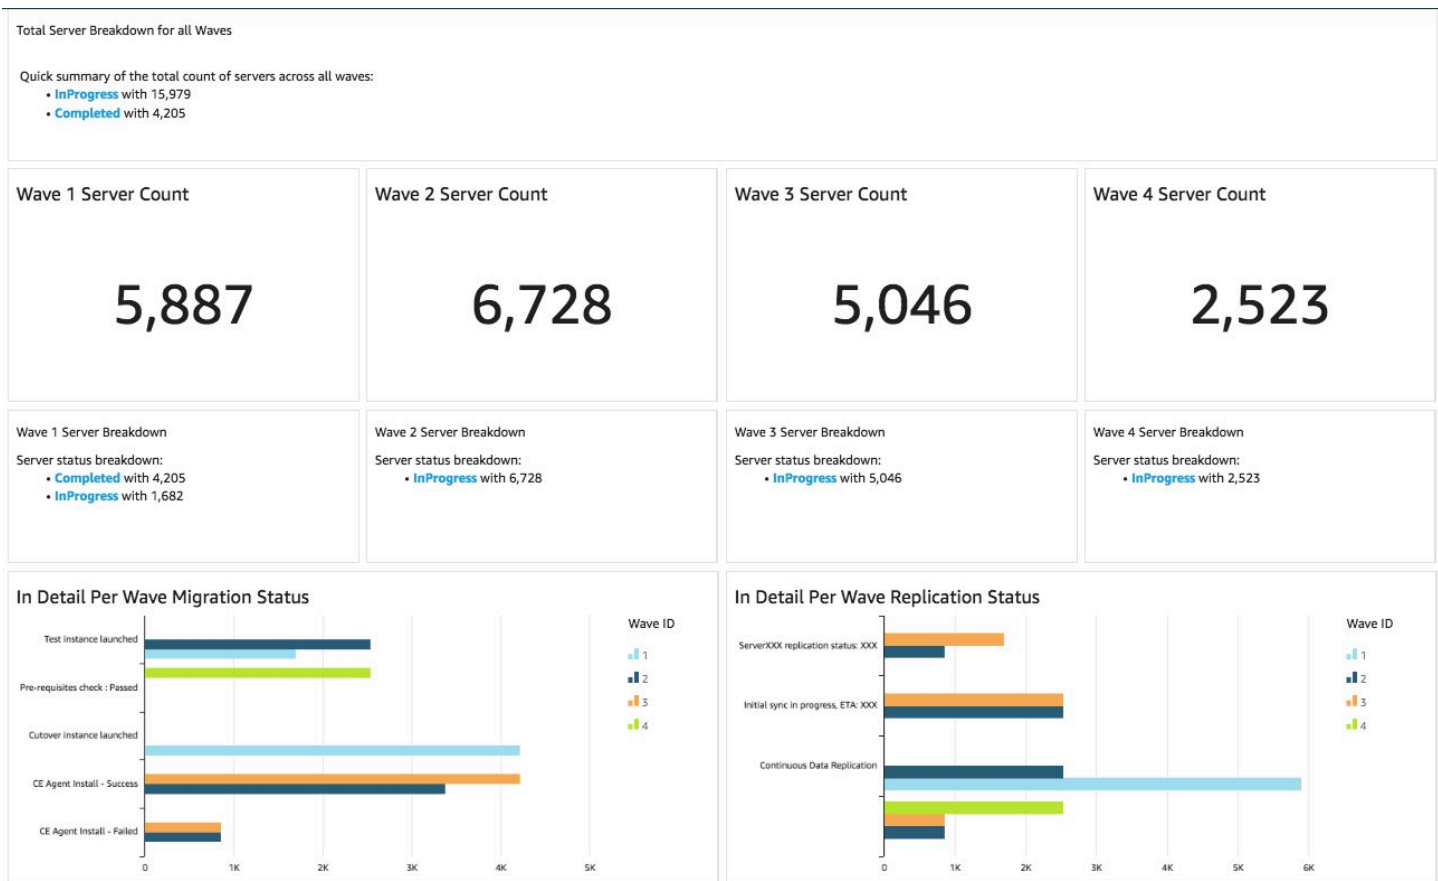 Total Server Breakdown for all Waves
Quick summary of the total count of servers across all waves:
• InProgress with 15,979
• Completed with 4,205
Wave 1 Server Count
5,887
Wave 2 Server Count
6,728
Wave 3 Server Count
5,046
Wave 4 Server Count
2,523
Wave 1 Server Breakdown
Server status breakdown:
• Completed with 4,205
• InProgress with 1,682
Wave 2 Server Breakdown
Server status breakdown:
• InProgress with 6,728
Wave 3 Server Breakdown
Server status breakdown:
• InProgress with 5,046
Wave 4 Server Breakdown
Server status breakdown:
• InProgress with 2,523
In Detail Per Wave Migration Status
Test instance launched
Pre-requisites check : Passed
Cutover instance launched
CE Agent Install - Success
CE Agent Install - Failed
0 1K 2K 3K 4K 5K
Wave ID
1
2
3
4
In Detail Per Wave Replication Status
ServerXXX replication status: XXX
Initial sync in progress, ETA: XXX
Continuous Data Replication
0 1K 2K 3K 4K 5K 6K
Wave ID
1
2
3
4